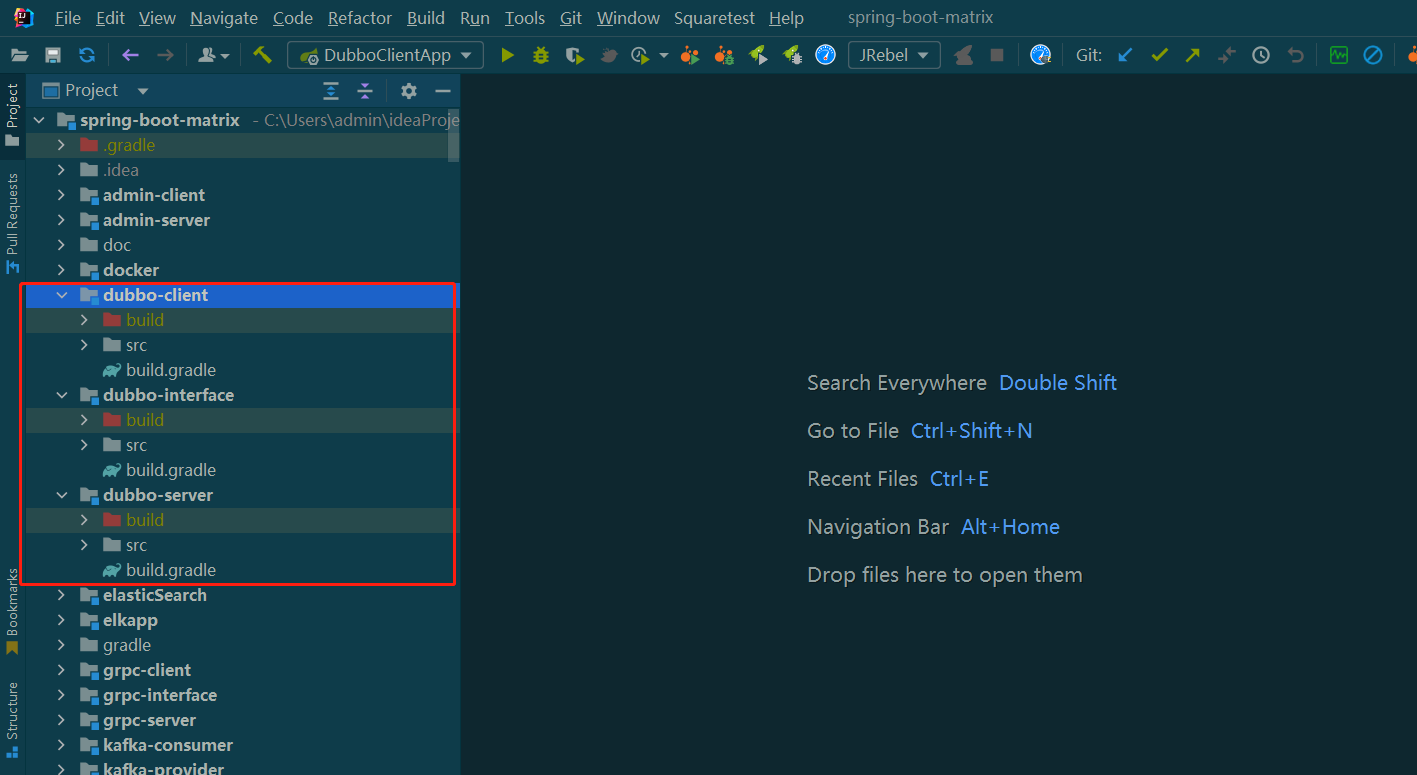 File Edit View Navigate Code Refactor Build Run Tools Git Window Squaretest Help spring-boot-matrix
DubboClientApp JRebel Git:
Project
Project
Pull Requests
Bookmarks
Structure
spring-boot-matrix - C:\Users\admin\ideaProje
.gradle
.idea
admin-client
admin-server
doc
docker
dubbo-client
build
src
build.gradle
dubbo-interface
build
src
build.gradle
dubbo-server
build
src
build.gradle
elasticSearch
elkapp
gradle
grpc-client
grpc-interface
grpc-server
kafka-consumer
kafka-provider
Search Everywhere Double Shift
Go to File Ctrl+Shift+N
Recent Files Ctrl+E
Navigation Bar Alt+Home
Drop files here to open them